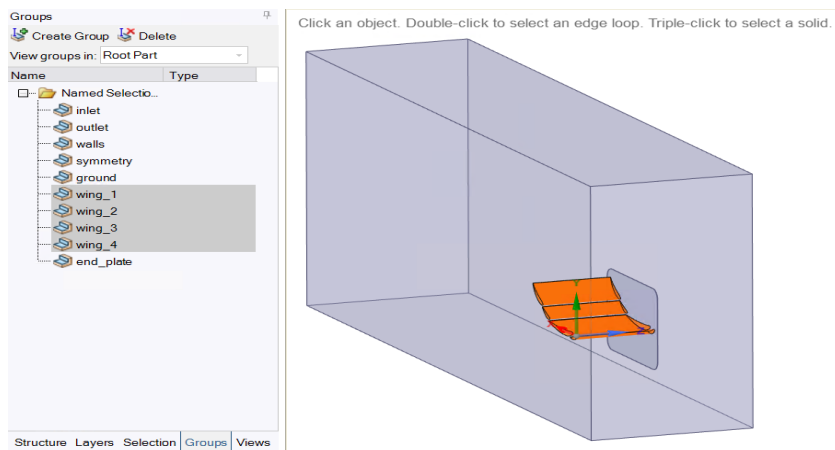 Groups
Create Group Delete
View groups in: Root Part
Name Type
Named Selectio...
inlet
outlet
walls
symmetry
ground
wing_1
wing_2
wing_3
wing_4
end_plate
Structure Layers Selection Groups Views
Click an object. Double-click to select an edge loop. Triple-click to select a solid.